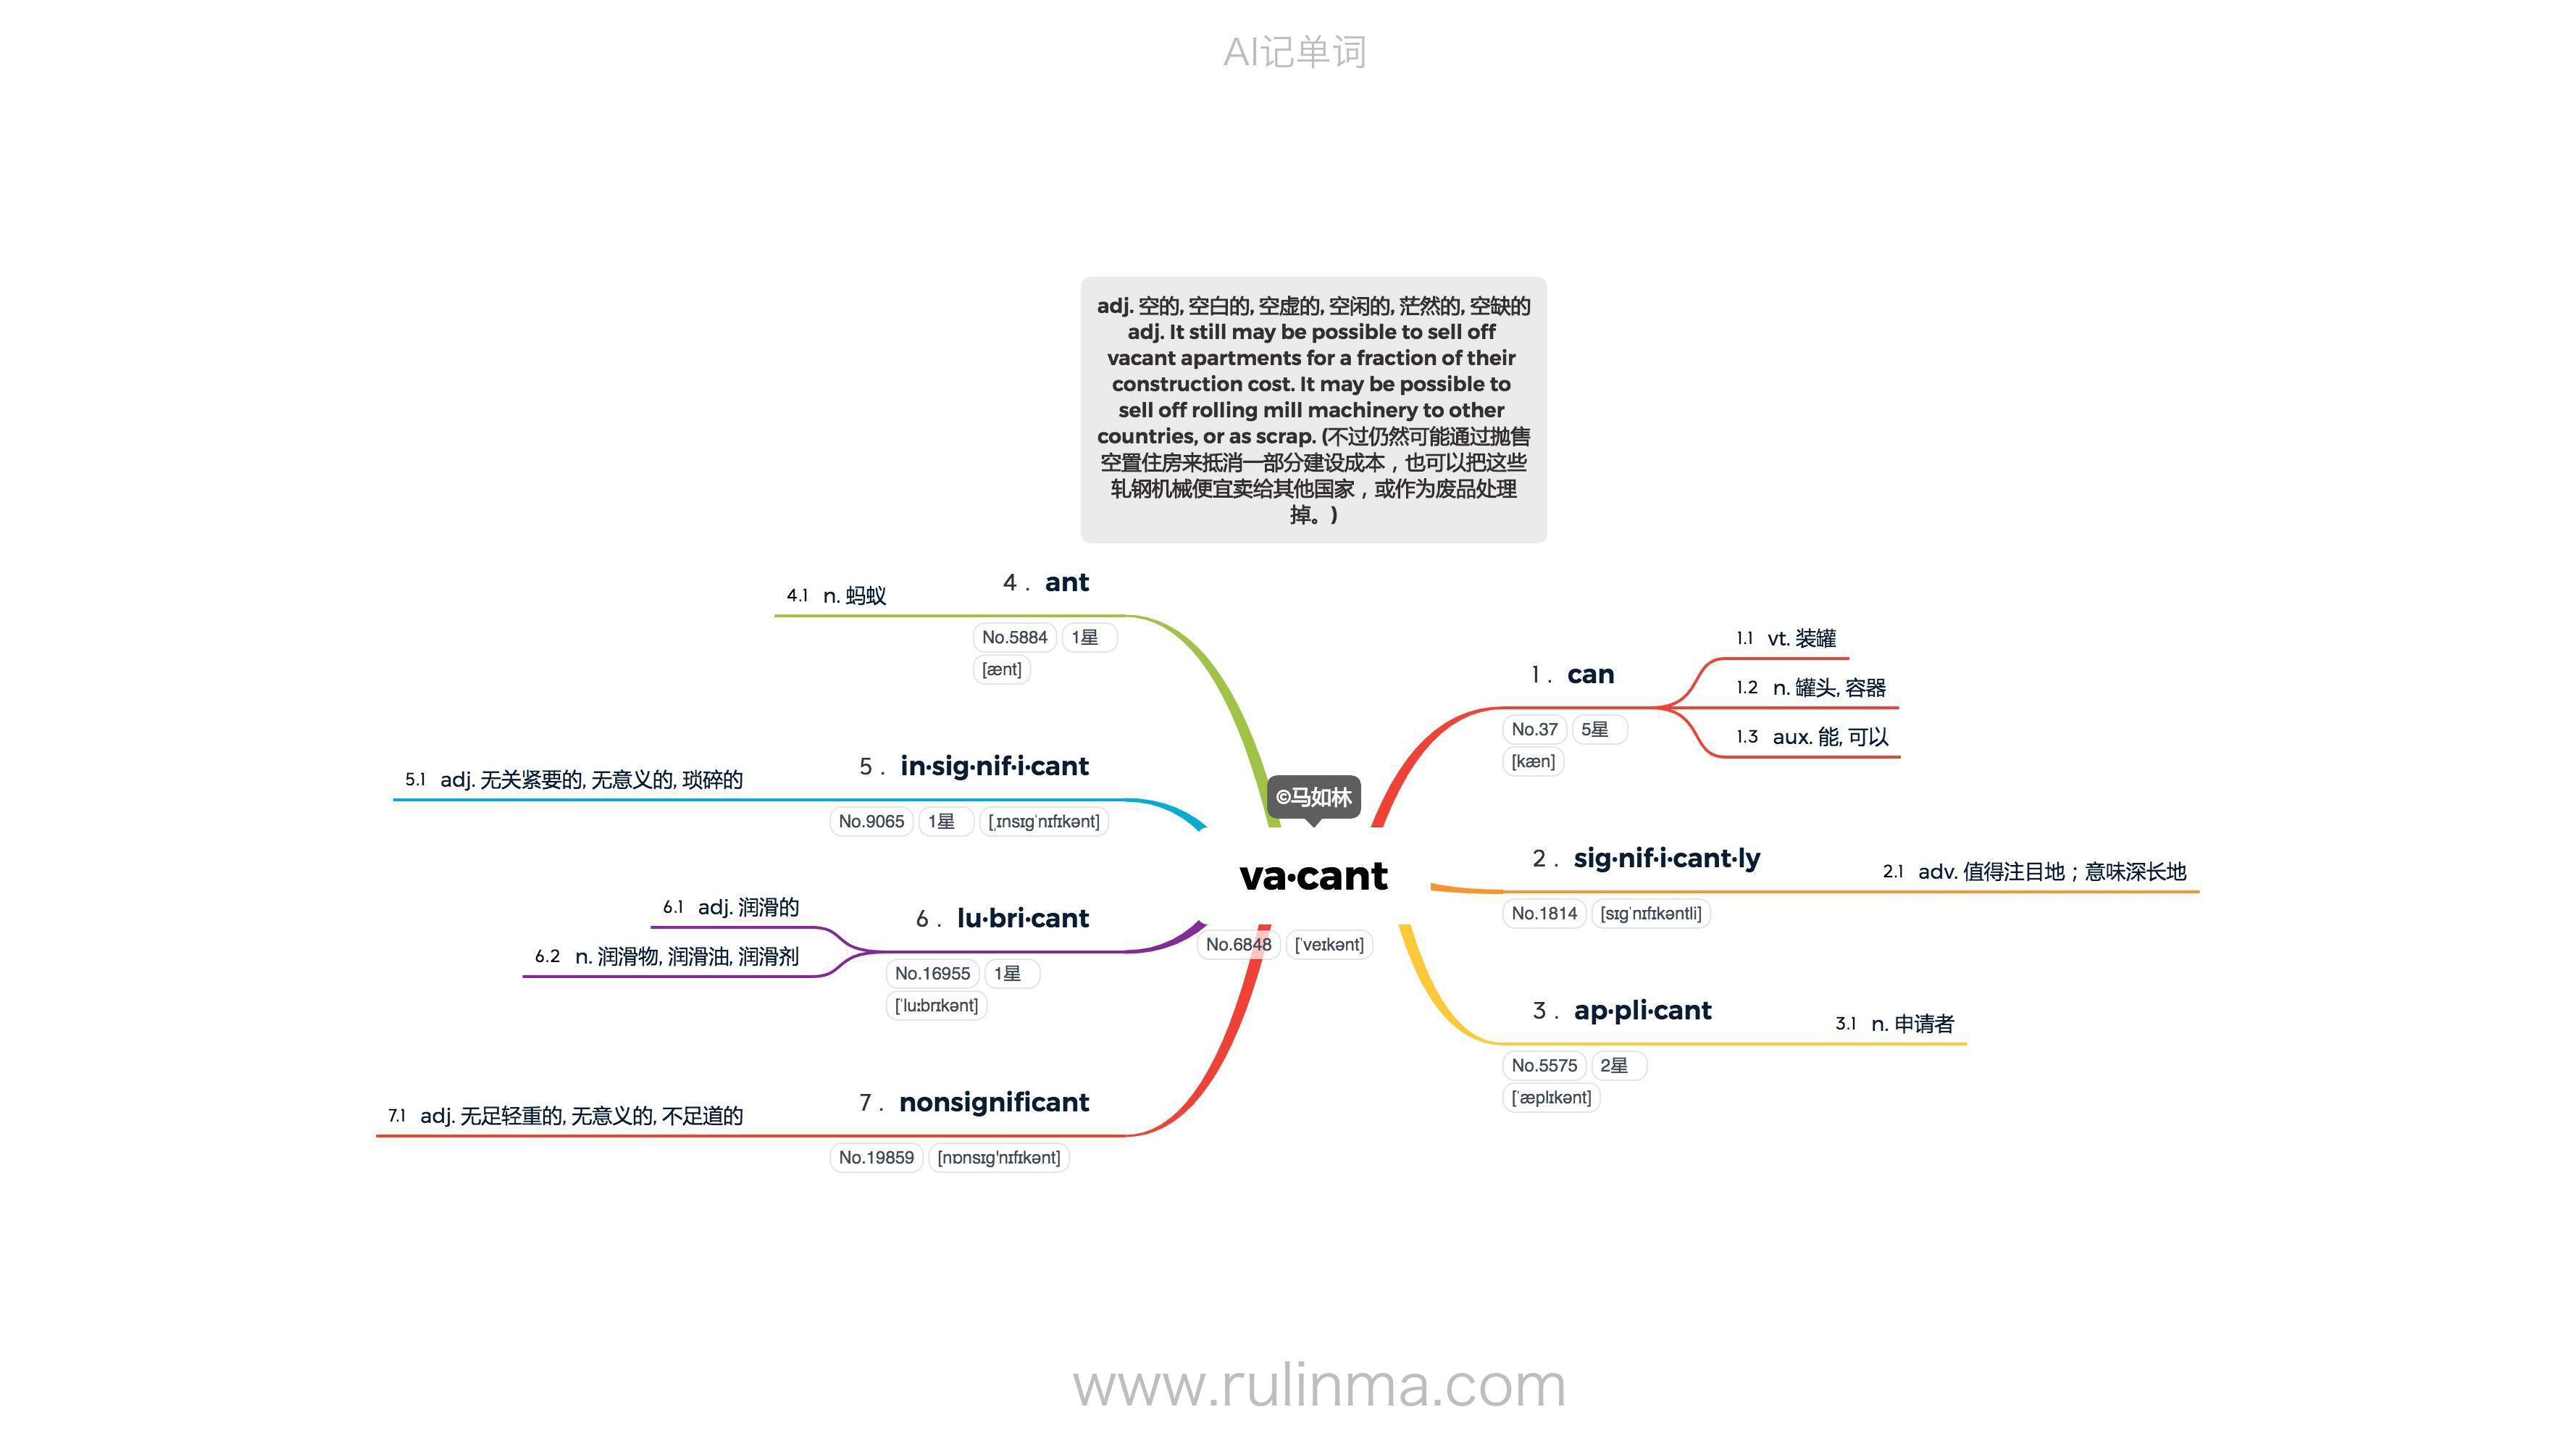 AI记单词
adj. 空的, 空白的, 空虚的, 空闲的, 茫然的, 空缺的
adj. It still may be possible to sell off
vacant apartments for a fraction of their
construction cost. It may be possible to
sell off rolling mill machinery to other
countries, or as scrap. (不过仍然可能通过抛售
空置住房来抵消一部分建设成本，也可以把这些
轧钢机械便宜卖给其他国家，或作为废品处理
掉。)
©马如林
va·cant
No.6848 [ˈveɪkənt]
1. can
No.37 5星
[kæn]
1.1 vt. 装罐
1.2 n. 罐头, 容器
1.3 aux. 能, 可以
2. sig·nif·i·cant·ly
No.1814 [sɪgˈnɪfɪkəntli]
2.1 adv. 值得注目地；意味深长地
3. ap·pli·cant
No.5575 2星
[ˈæplɪkənt]
3.1 n. 申请者
4. ant
No.5884 1星
[ænt]
4.1 n. 蚂蚁
5. in·sig·nif·i·cant
No.9065 1星 [ˌɪnsɪgˈnɪfɪkənt]
5.1 adj. 无关紧要的, 无意义的, 琐碎的
6. lu·bri·cant
No.16955 1星
[ˈluːbrɪkənt]
6.1 adj. 润滑的
6.2 n. 润滑物, 润滑油, 润滑剂
7. nonsignificant
No.19859 [nɒnsɪg'nɪfɪkənt]
7.1 adj. 无足轻重的, 无意义的, 不足道的
www.rulinma.com